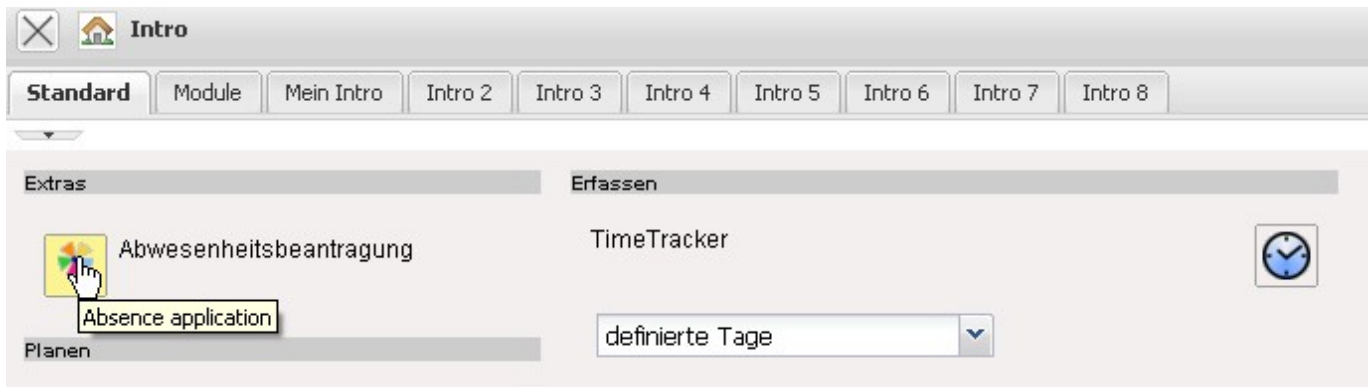 Intro
Standard Module Mein Intro Intro 2 Intro 3 Intro 4 Intro 5 Intro 6 Intro 7 Intro 8
Extras
Abwesenheitsbeantragung
Absence application
Planen
Erfassen
TimeTracker
definierte Tage